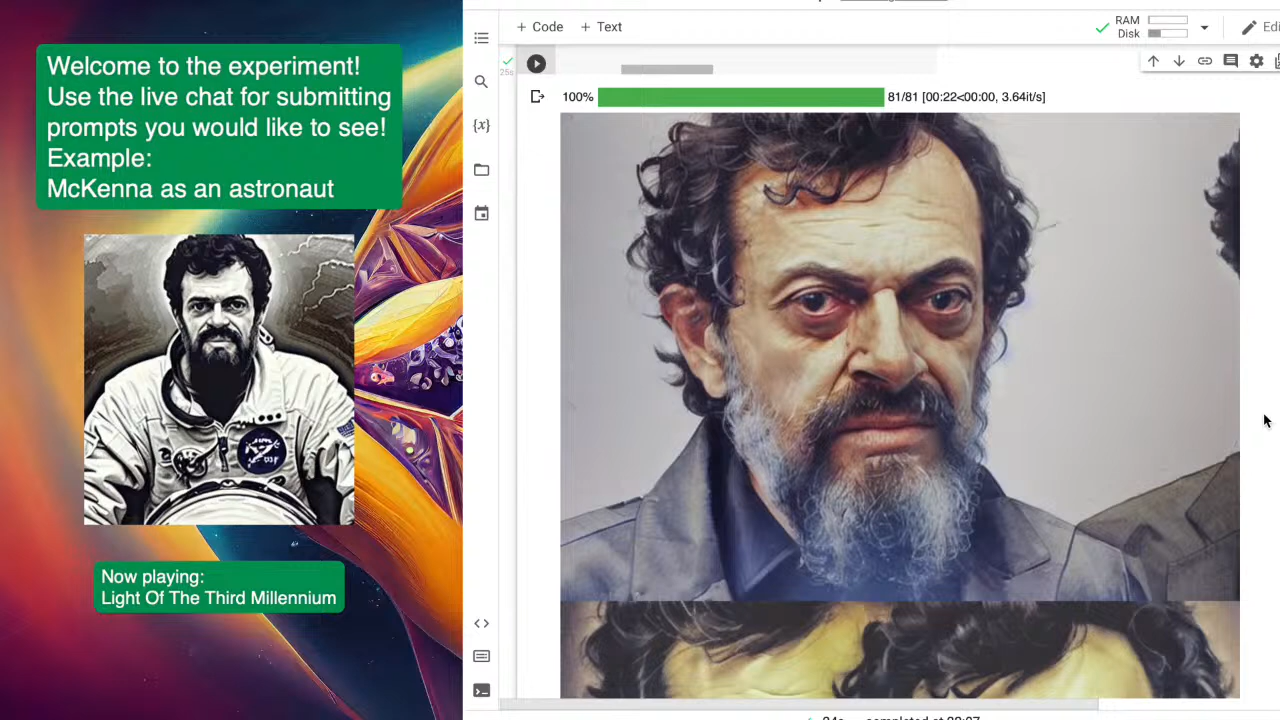 Welcome to the experiment!
Use the live chat for submitting
prompts you would like to see!
Example:
McKenna as an astronaut
Now playing:
Light Of The Third Millennium
+ Code + Text
RAM
Disk
25s
{x}
100% 81/81 [00:22<00:00, 3.64it/s]